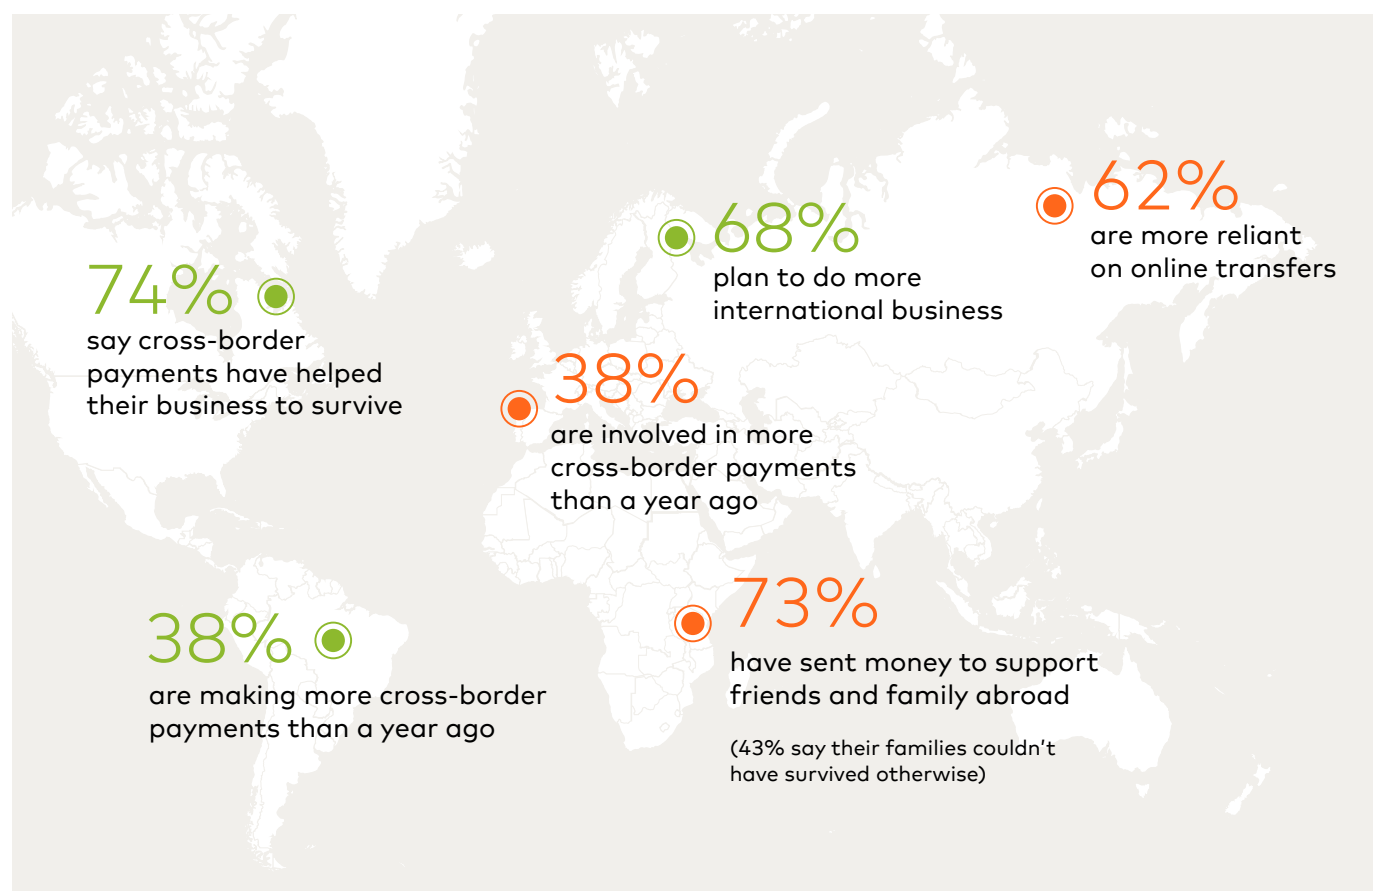 74%
say cross-border
payments have helped
their business to survive
68%
plan to do more
international business
62%
are more reliant
on online transfers
38%
are involved in more
cross-border payments
than a year ago
38%
are making more cross-border
payments than a year ago
73%
have sent money to support
friends and family abroad
(43% say their families couldn't
have survived otherwise)